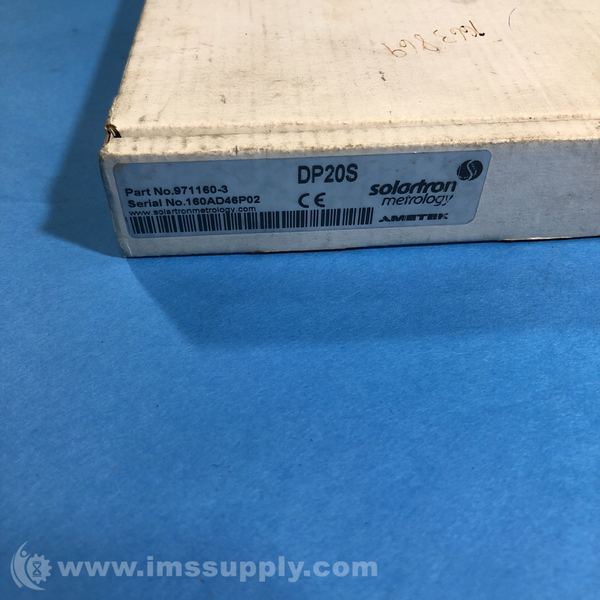 DP20S
Part No.971160-3
Serial No.160AD46P02
www.solartronmetrology.com
CE
solartron
metrology
AMETEK
www.imssupply.com